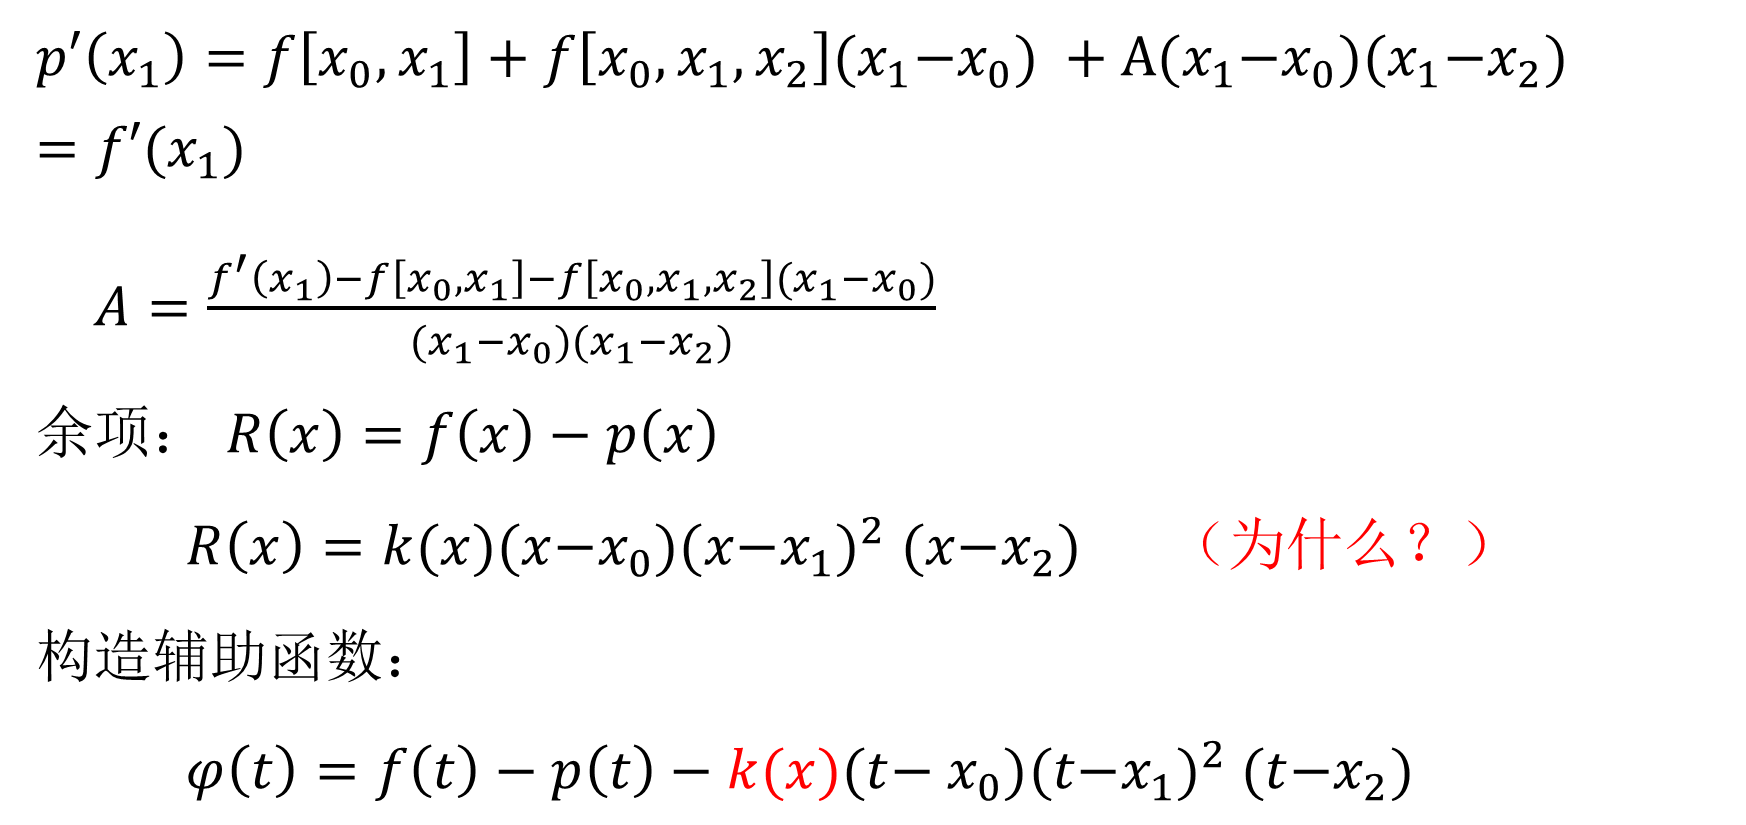 p′(x₁) = f[x₀, x₁] + f[x₀, x₁, x₂](x₁−x₀) + A(x₁−x₀)(x₁−x₂)
= f′(x₁)
A = \frac{f′(x₁)−f[x₀,x₁]−f[x₀,x₁,x₂](x₁−x₀)}{(x₁−x₀)(x₁−x₂)}
余项： R(x) = f(x) − p(x)
R(x) = k(x)(x−x₀)(x−x₁)² (x−x₂) （为什么？）
构造辅助函数：
φ(t) = f(t) − p(t) − k(x)(t− x₀)(t−x₁)² (t−x₂)